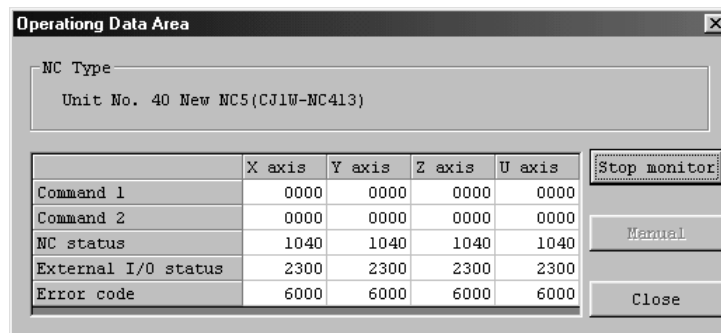 Operationg Data Area
NC Type
Unit No. 40 New NC5(CJ1W-NC413)
X axis Y axis Z axis U axis
Command 1 0000 0000 0000 0000
Command 2 0000 0000 0000 0000
NC status 1040 1040 1040 1040
External I/O status 2300 2300 2300 2300
Error code 6000 6000 6000 6000
Stop monitor
Manual
Close